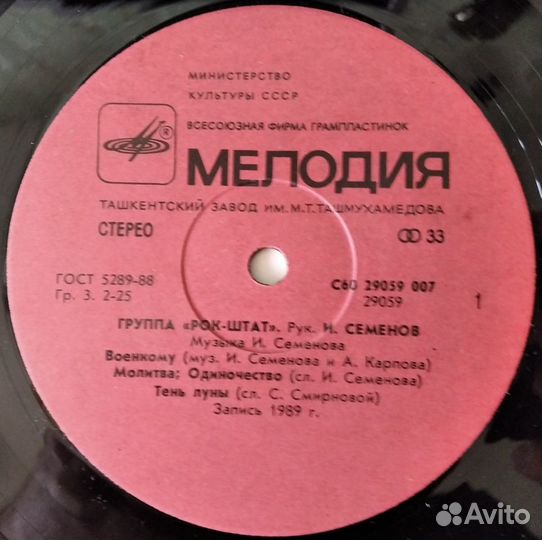 МИНИСТЕРСТВО
КУЛЬТУРЫ СССР
®
ВСЕСОЮЗНАЯ ФИРМА ГРАМПЛАСТИНОК
МЕЛОДИЯ
ТАШКЕНТСКИЙ ЗАВОД ИМ. М.Т.ТАШМУХАМЕДОВА
СТЕРЕО 33
ГОСТ 5289-88 С60 29059 007
Гр. 3. 2-25 29059 1
ГРУППА «РОК-ШТАТ». Рук. И. СЕМЕНОВ
Музыка И. Семенова
Военкому (муз. И. Семенова и А. Карпова)
Молитва; Одиночество (сл. И. Семенова)
Тень луны (сл. С. Смирновой)
Запись 1989 г.
Avito